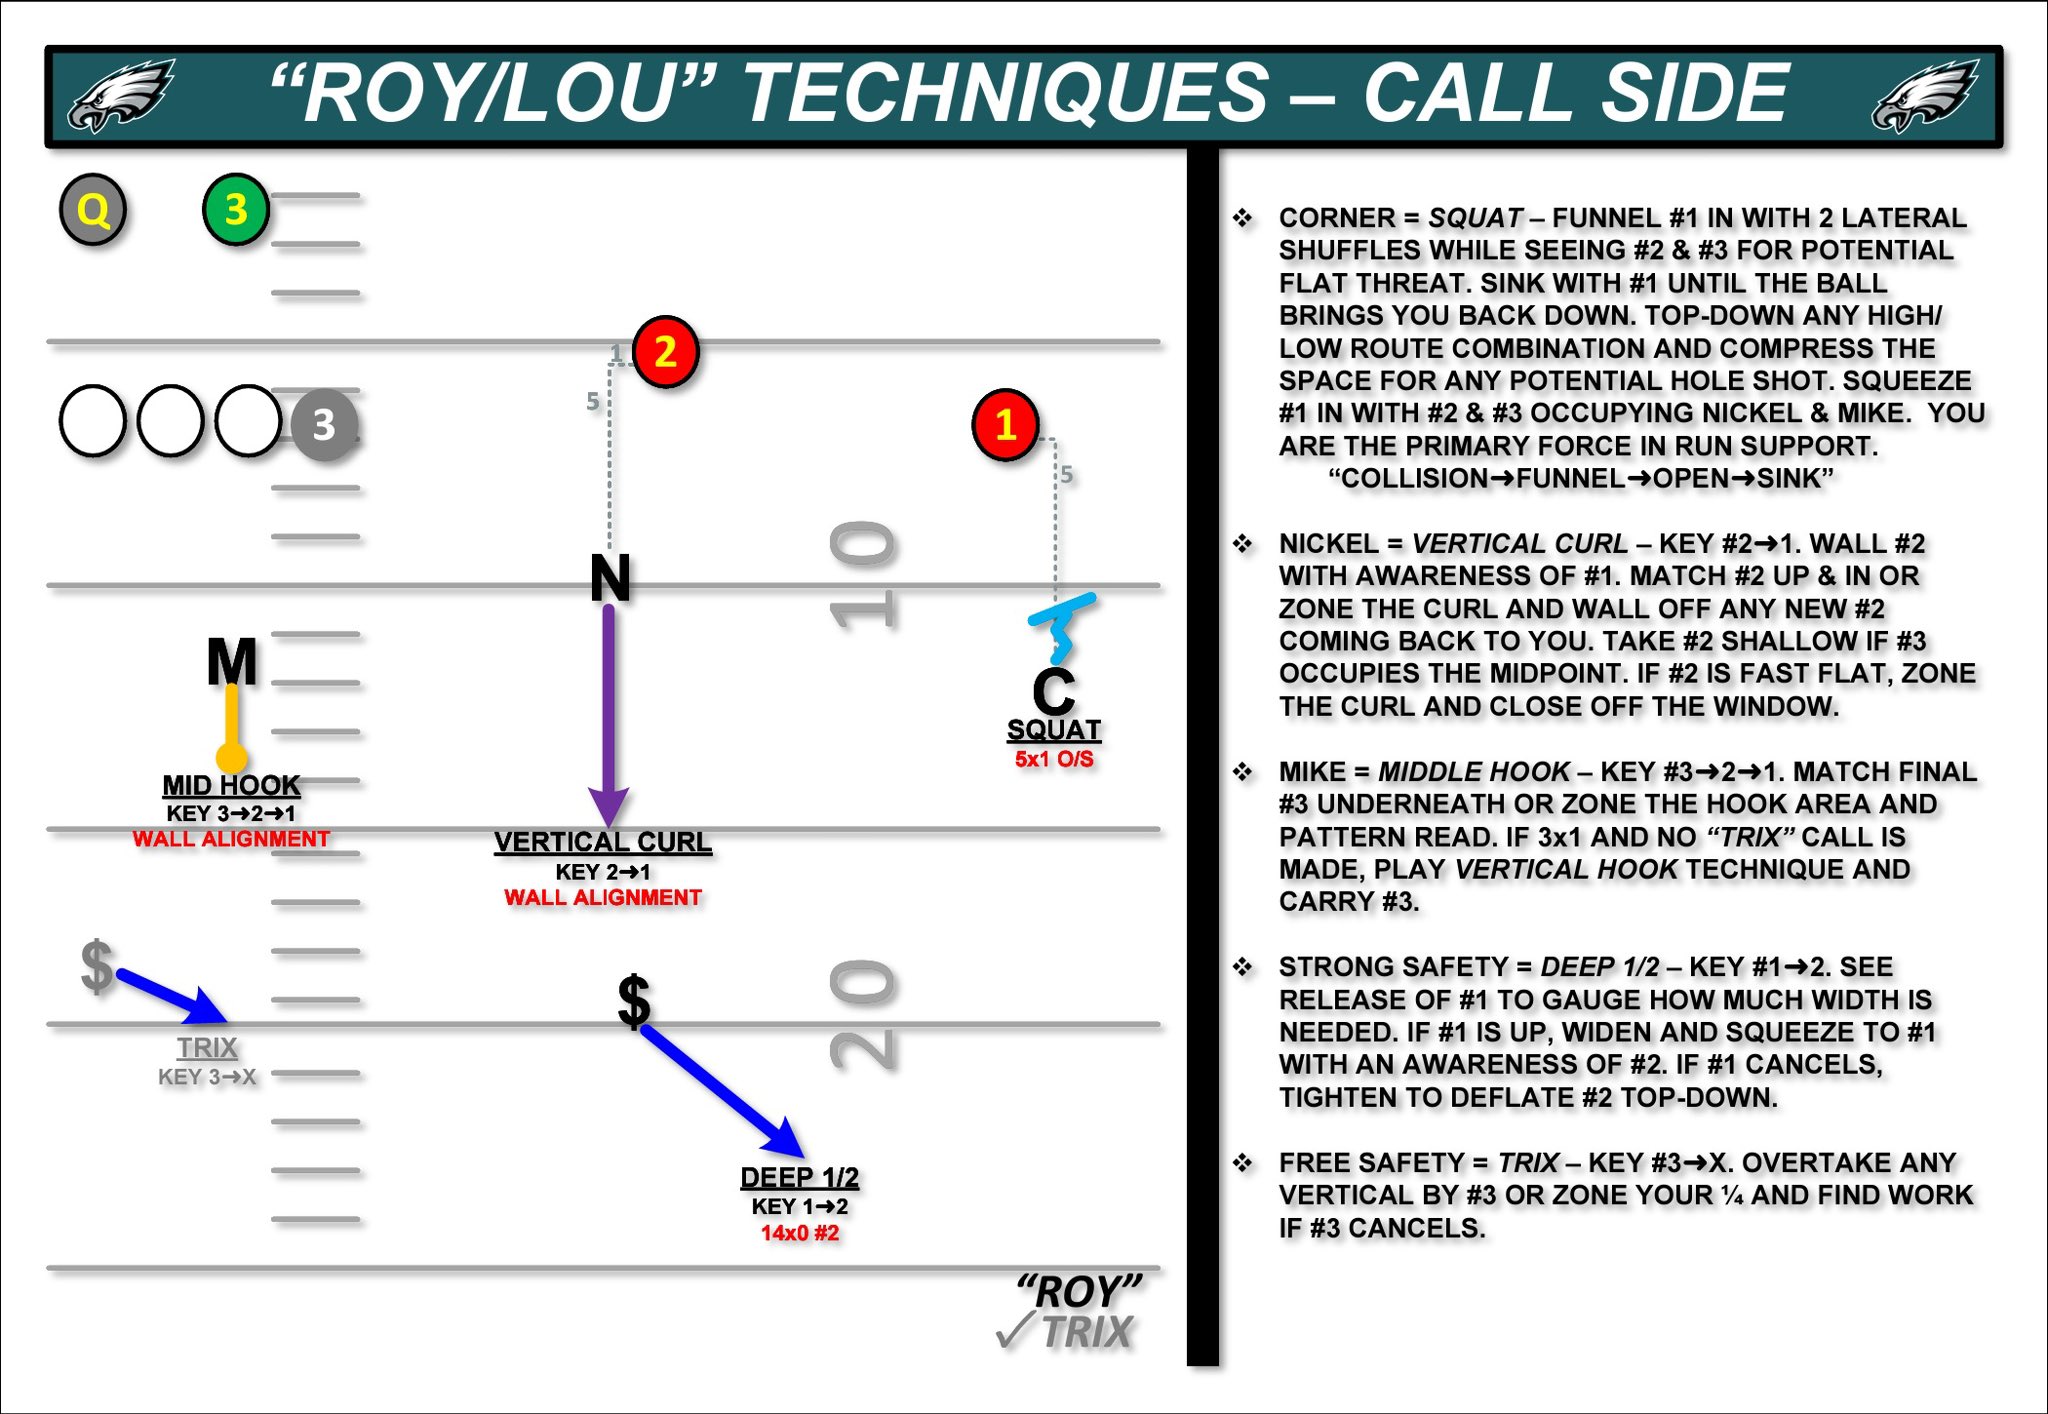 “ROY/LOU” TECHNIQUES – CALL SIDE
Q
3
2
1
5
3
1
5
10
N
M
MID HOOK
KEY 3➜2➜1
WALL ALIGNMENT
C
SQUAT
5x1 O/S
VERTICAL CURL
KEY 2➜1
WALL ALIGNMENT
$
TRIX
KEY 3➜X
$
20
DEEP 1/2
KEY 1➜2
14x0 #2
“ROY”
✓TRIX
❖ CORNER = SQUAT – FUNNEL #1 IN WITH 2 LATERAL
SHUFFLES WHILE SEEING #2 & #3 FOR POTENTIAL
FLAT THREAT. SINK WITH #1 UNTIL THE BALL
BRINGS YOU BACK DOWN. TOP-DOWN ANY HIGH/
LOW ROUTE COMBINATION AND COMPRESS THE
SPACE FOR ANY POTENTIAL HOLE SHOT. SQUEEZE
#1 IN WITH #2 & #3 OCCUPYING NICKEL & MIKE. YOU
ARE THE PRIMARY FORCE IN RUN SUPPORT.
“COLLISION➜FUNNEL➜OPEN➜SINK”
❖ NICKEL = VERTICAL CURL – KEY #2➜1. WALL #2
WITH AWARENESS OF #1. MATCH #2 UP & IN OR
ZONE THE CURL AND WALL OFF ANY NEW #2
COMING BACK TO YOU. TAKE #2 SHALLOW IF #3
OCCUPIES THE MIDPOINT. IF #2 IS FAST FLAT, ZONE
THE CURL AND CLOSE OFF THE WINDOW.
❖ MIKE = MIDDLE HOOK – KEY #3➜2➜1. MATCH FINAL
#3 UNDERNEATH OR ZONE THE HOOK AREA AND
PATTERN READ. IF 3x1 AND NO “TRIX” CALL IS
MADE, PLAY VERTICAL HOOK TECHNIQUE AND
CARRY #3.
❖ STRONG SAFETY = DEEP 1/2 – KEY #1➜2. SEE
RELEASE OF #1 TO GAUGE HOW MUCH WIDTH IS
NEEDED. IF #1 IS UP, WIDEN AND SQUEEZE TO #1
WITH AN AWARENESS OF #2. IF #1 CANCELS,
TIGHTEN TO DEFLATE #2 TOP-DOWN.
❖ FREE SAFETY = TRIX – KEY #3➜X. OVERTAKE ANY
VERTICAL BY #3 OR ZONE YOUR ¼ AND FIND WORK
IF #3 CANCELS.